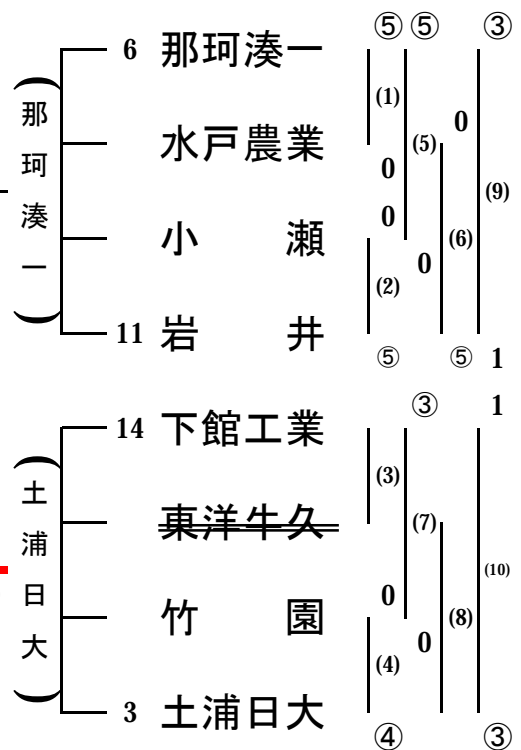 ⑤ ⑤ ③
6 那珂湊一
(1)
0
(那珂湊一)
水戸農業
(5)
0
(9)
0
小瀬
(6)
0
(2)
11 岩井
⑤ ⑤ 1
③ 1
14 下館工業
(3)
(土浦日大)
東洋牛久
(7)
(10)
0
竹園
(8)
0
(4)
3 土浦日大
④ ③